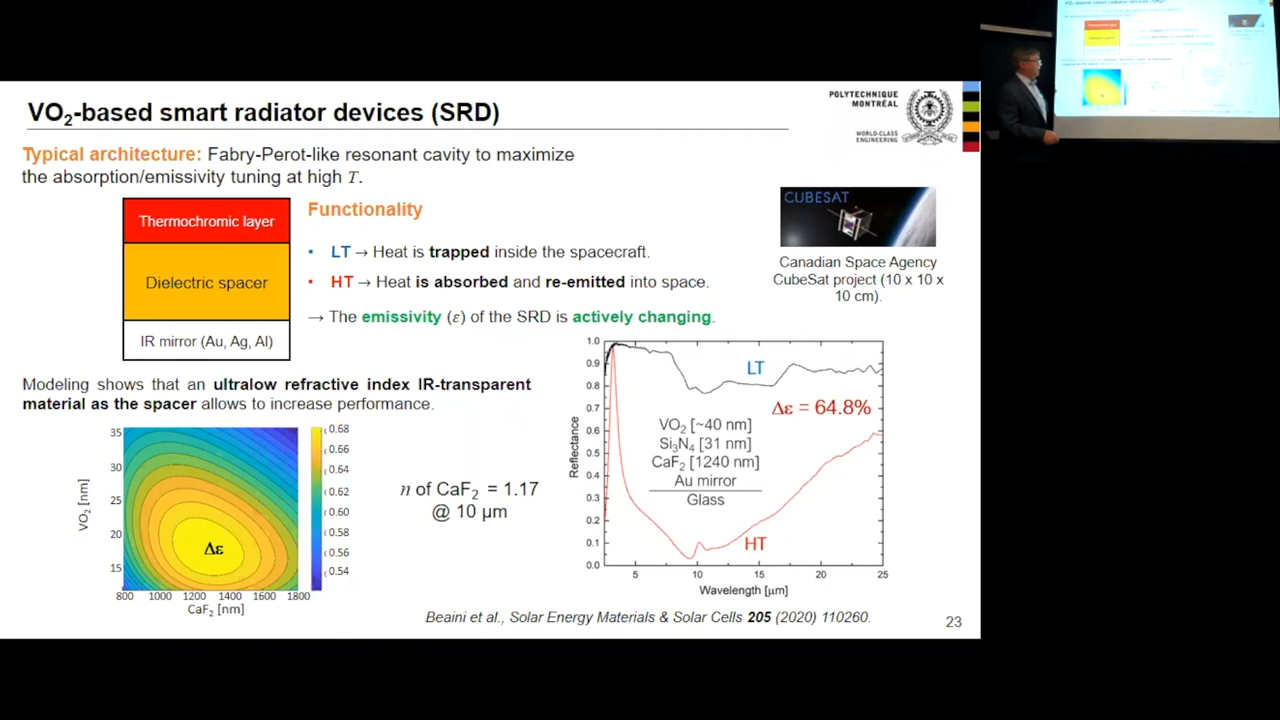 VO₂-based smart radiator devices (SRD)
POLYTECHNIQUE
MONTRÉAL
WORLD-CLASS
ENGINEERING
Typical architecture: Fabry-Perot-like resonant cavity to maximize
the absorption/emissivity tuning at high T.
Thermochromic layer
Dielectric spacer
IR mirror (Au, Ag, Al)
Functionality
• LT → Heat is trapped inside the spacecraft.
• HT → Heat is absorbed and re-emitted into space.
→ The emissivity (ε) of the SRD is actively changing.
CUBESAT
Canadian Space Agency
CubeSat project (10 x 10 x
10 cm).
Modeling shows that an ultralow refractive index IR-transparent
material as the spacer allows to increase performance.
35
30
25
20
15
VO₂ [nm]
800 1000 1200 1400 1600 1800
CaF₂ [nm]
Δε
0.68
0.66
0.64
0.62
0.60
0.58
0.56
0.54
n of CaF₂ = 1.17
@ 10 μm
1.0
0.9
0.8
0.7
0.6
0.5
0.4
0.3
0.2
0.1
0.0
Reflectance
LT
Δε = 64.8%
VO₂ [~40 nm]
Si₃N₄ [31 nm]
CaF₂ [1240 nm]
Au mirror
Glass
HT
5 10 15 20 25
Wavelength [μm]
Beaini et al., Solar Energy Materials & Solar Cells 205 (2020) 110260.
23
VO₂-based smart radiator devices (SRD)